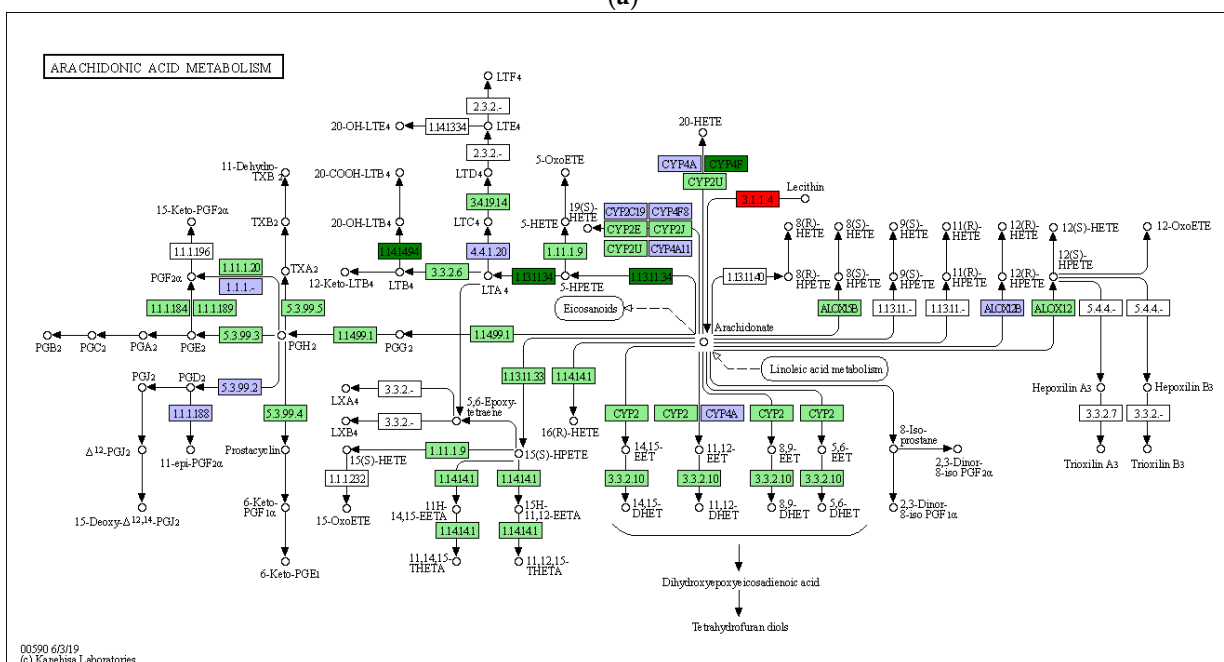 (a)
ARACHIDONIC ACID METABOLISM
LTF4
2.3.2.-
20-OH-LTE4
1.14.13.34
LTE4
2.3.2.-
20-HETE
CYP4A
CYP4F
CYP2U
11-Dehydro-
TXB2
20-COOH-LTB4
LTD4
5-OxoETE
Lecithin
3.1.1.4
3.4.19.14
15-Keto-PGF2α
TXB2
20-OH-LTB4
LTC4
5-HETE
19(S)-
HETE
CYP2C19
CYP4F8
CYP2E
CYP2J
CYP2U
CYP4A11
8(R)-
HETE
8(S)-
HETE
9(S)-
HETE
11(R)-
HETE
12(R)-
HETE
12(S)-HETE
12-OxoETE
1.1.1.196
1.14.14.94
4.4.1.20
1.11.1.9
12(S)-
HPETE
1.11.1.20
1.1.1.-
PGF2α
TXA2
12-Keto-LTB4
LTB4
3.3.2.6
LTA4
1.13.11.34
5-HPETE
1.13.11.34
1.13.11.40
8(R)-
HPETE
8(S)-
HPETE
9(S)-
HPETE
11(R)-
HPETE
12(R)-
HPETE
1.1.1.184
1.1.1.189
5.3.99.5
Eicosanoids
ALOX15B
1.13.11.-
1.13.11.-
ALOX12B
ALOX12
5.4.4.-
5.4.4.-
PGB2
PGC2
PGA2
PGE2
5.3.99.3
PGH2
1.14.99.1
PGG2
1.14.99.1
Arachidonate
Linoleic acid metabolism
PGJ2
PGD2
5.3.99.2
1.13.11.33
1.14.14.1
1.1.1.188
5.3.99.4
LXA4
3.3.2.-
5,6-Epoxy-
tetraene
LXB4
3.3.2.-
16(R)-HETE
CYP2
CYP2
CYP4A
CYP2
CYP2
Hepoxilin A3
Hepoxilin B3
3.3.2.7
3.3.2.-
Δ12-PGJ2
11-epi-PGF2α
Prostacyclin
15(S)-HETE
1.11.1.9
15(S)-HPETE
14,15-
EET
11,12-
EET
8,9-
EET
5,6-
EET
8-Iso-
prostane
2,3-Dinor-
8-iso PGF2α
Trioxilin A3
Trioxilin B3
1.1.1.232
1.14.14.1
1.14.14.1
3.3.2.10
3.3.2.10
3.3.2.10
3.3.2.10
15-Deoxy-Δ12,14-PGJ2
6-Keto-
PGF1α
15-OxoETE
11H-
14,15-EETA
15H-
11,12-EETA
14,15-
DHET
11,12-
DHET
8,9-
DHET
5,6-
DHET
2,3-Dinor-
8-iso PGF1α
1.14.14.1
1.14.14.1
6-Keto-PGE1
11,14,15-
THETA
11,12,15-
THETA
Dihydroxyepoxyeicosadienoic acid
Tetrahydrofuran diols
00590 6/3/19
(c) Kanehisa Laboratories